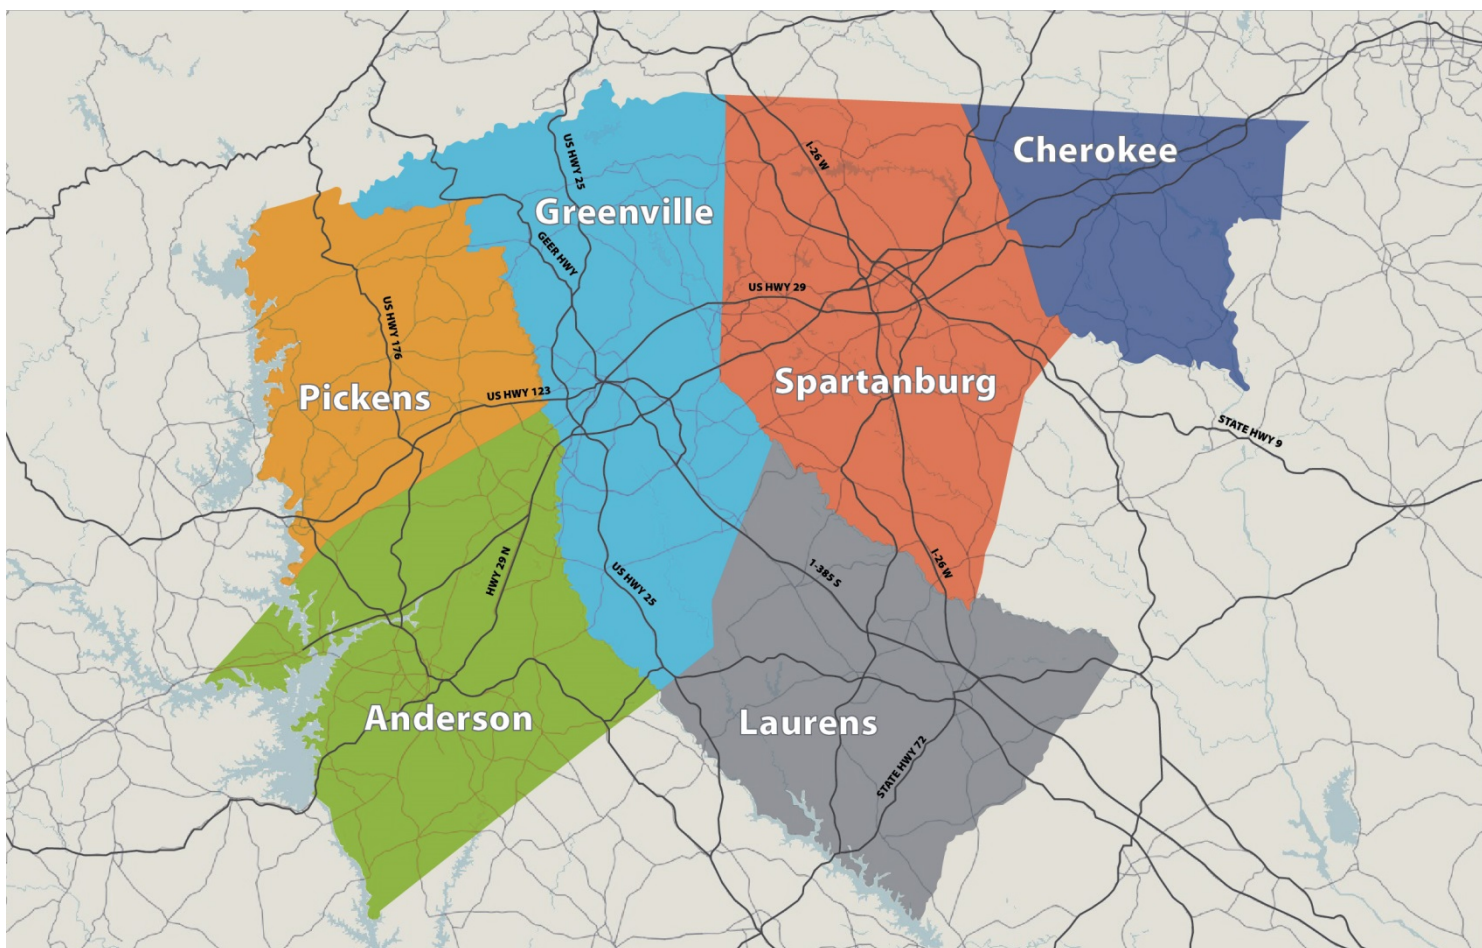 Cherokee
I-26 W
US HWY 25
Greenville
GEER HWY
US HWY 29
US HWY 176
Pickens
US HWY 123
Spartanburg
STATE HWY 9
HWY 29 N
US HWY 25
1-385 S
I-26 W
Anderson
Laurens
STATE HWY 72